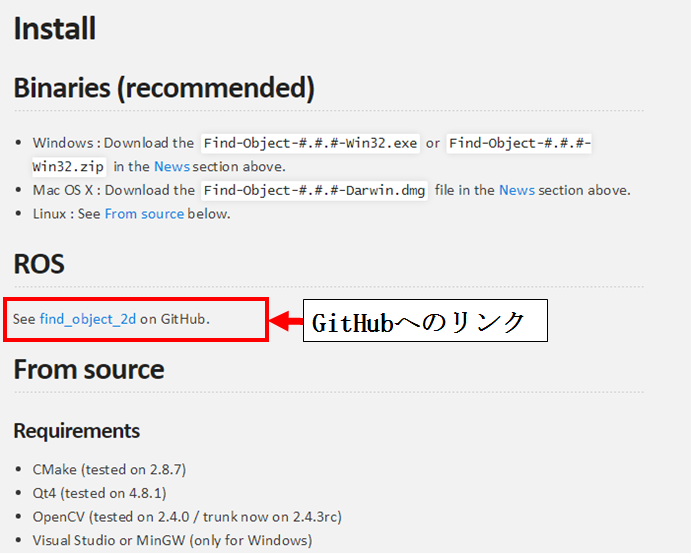 Install
Binaries (recommended)
Windows : Download the Find-Object-#.#.#-Win32.exe or Find-Object-#.#.#-
Win32.zip in the News section above.
Mac OS X : Download the Find-Object-#.#.#-Darwin.dmg file in the News section above.
Linux : See From source below.
ROS
See find_object_2d on GitHub.
GitHubへのリンク
From source
Requirements
CMake (tested on 2.8.7)
Qt4 (tested on 4.8.1)
OpenCV (tested on 2.4.0 / trunk now on 2.4.3rc)
Visual Studio or MinGW (only for Windows)